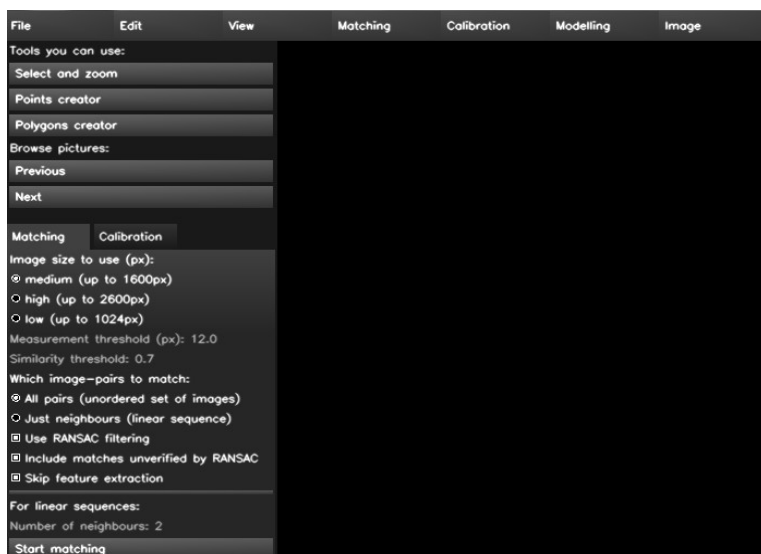 File Edit View Matching Calibration Modelling Image
Tools you can use:
Select and zoom
Points creator
Polygons creator
Browse pictures:
Previous
Next
Matching Calibration
Image size to use (px):
medium (up to 1600px)
high (up to 2600px)
low (up to 1024px)
Measurement threshold (px): 12.0
Similarity threshold: 0.7
Which image-pairs to match:
All pairs (unordered set of images)
Just neighbours (linear sequence)
Use RANSAC filtering
Include matches unverified by RANSAC
Skip feature extraction
For linear sequences:
Number of neighbours: 2
Start matching